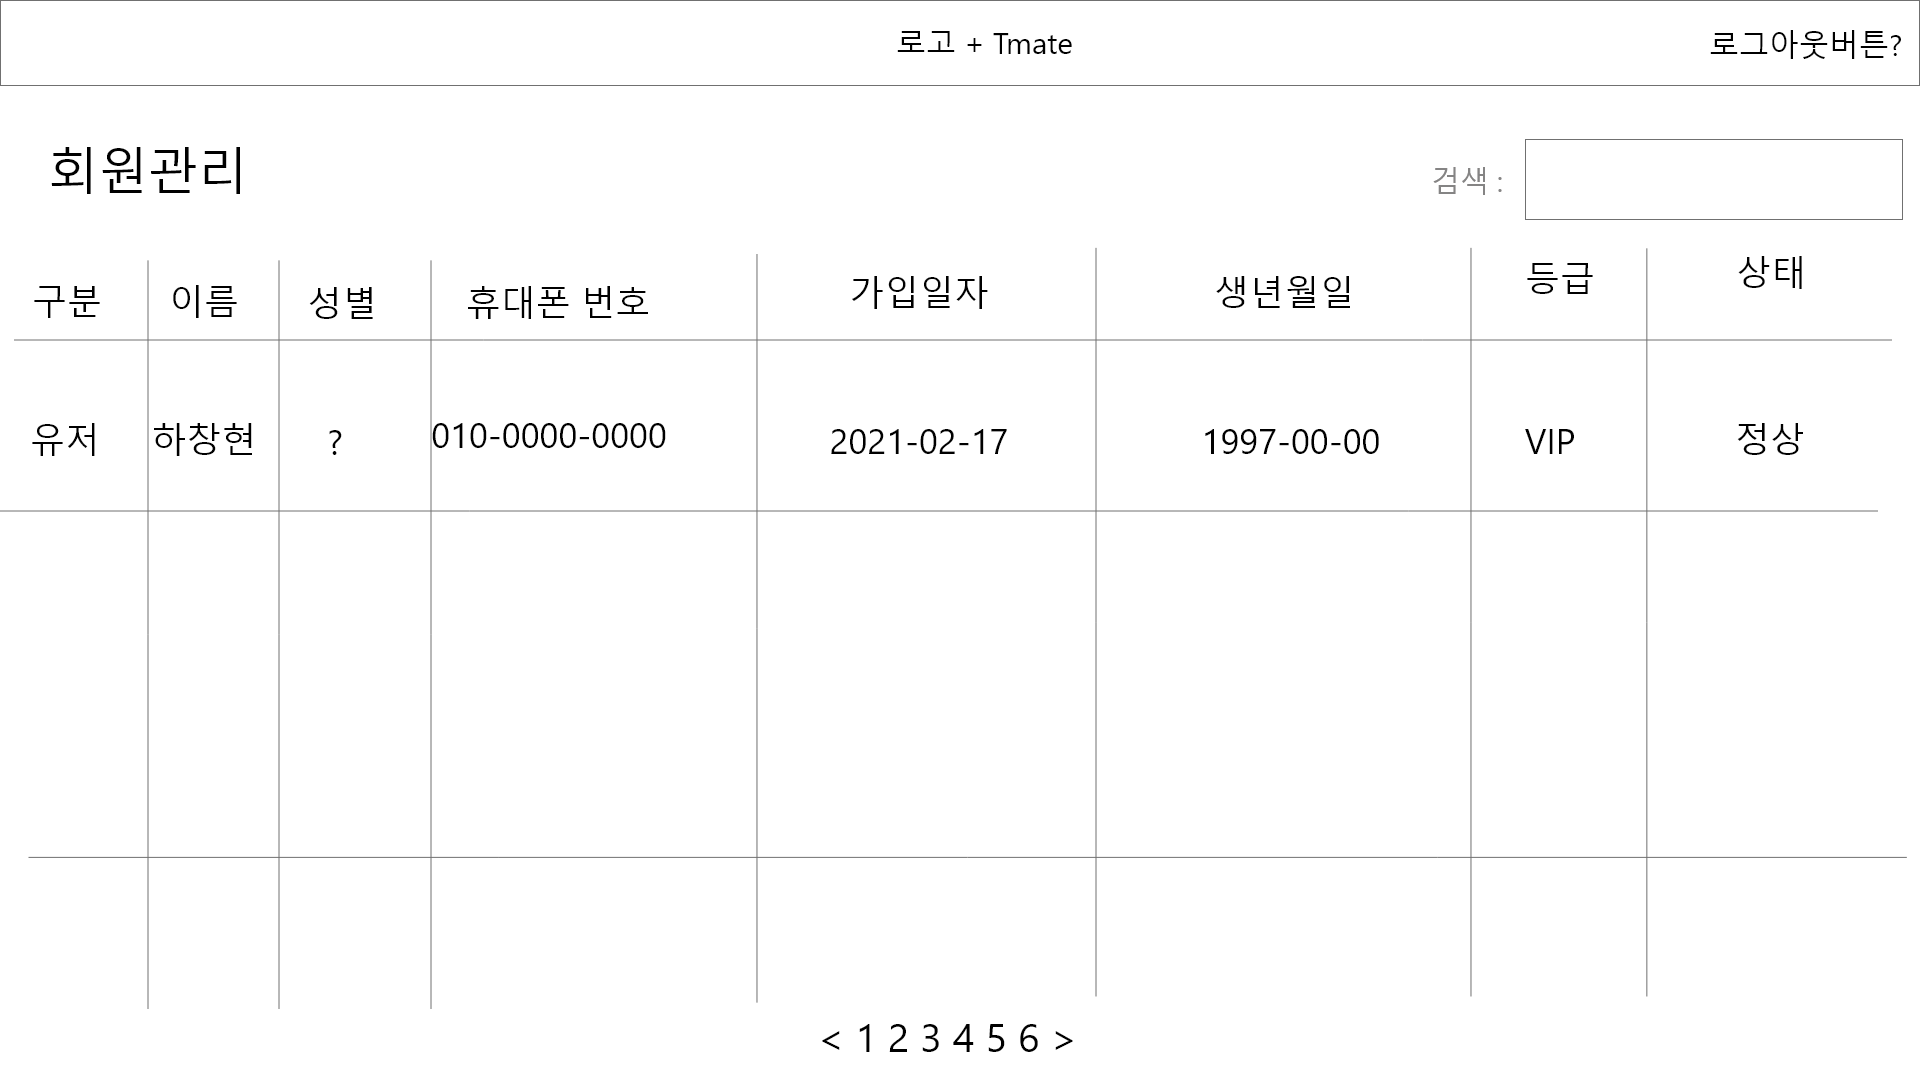 로고 + Tmate
로그아웃버튼?
회원관리
검색 :
구분 이름 성별 휴대폰 번호 가입일자 생년월일 등급 상태
유저 하창현 ? 010-0000-0000 2021-02-17 1997-00-00 VIP 정상
< 1 2 3 4 5 6 >